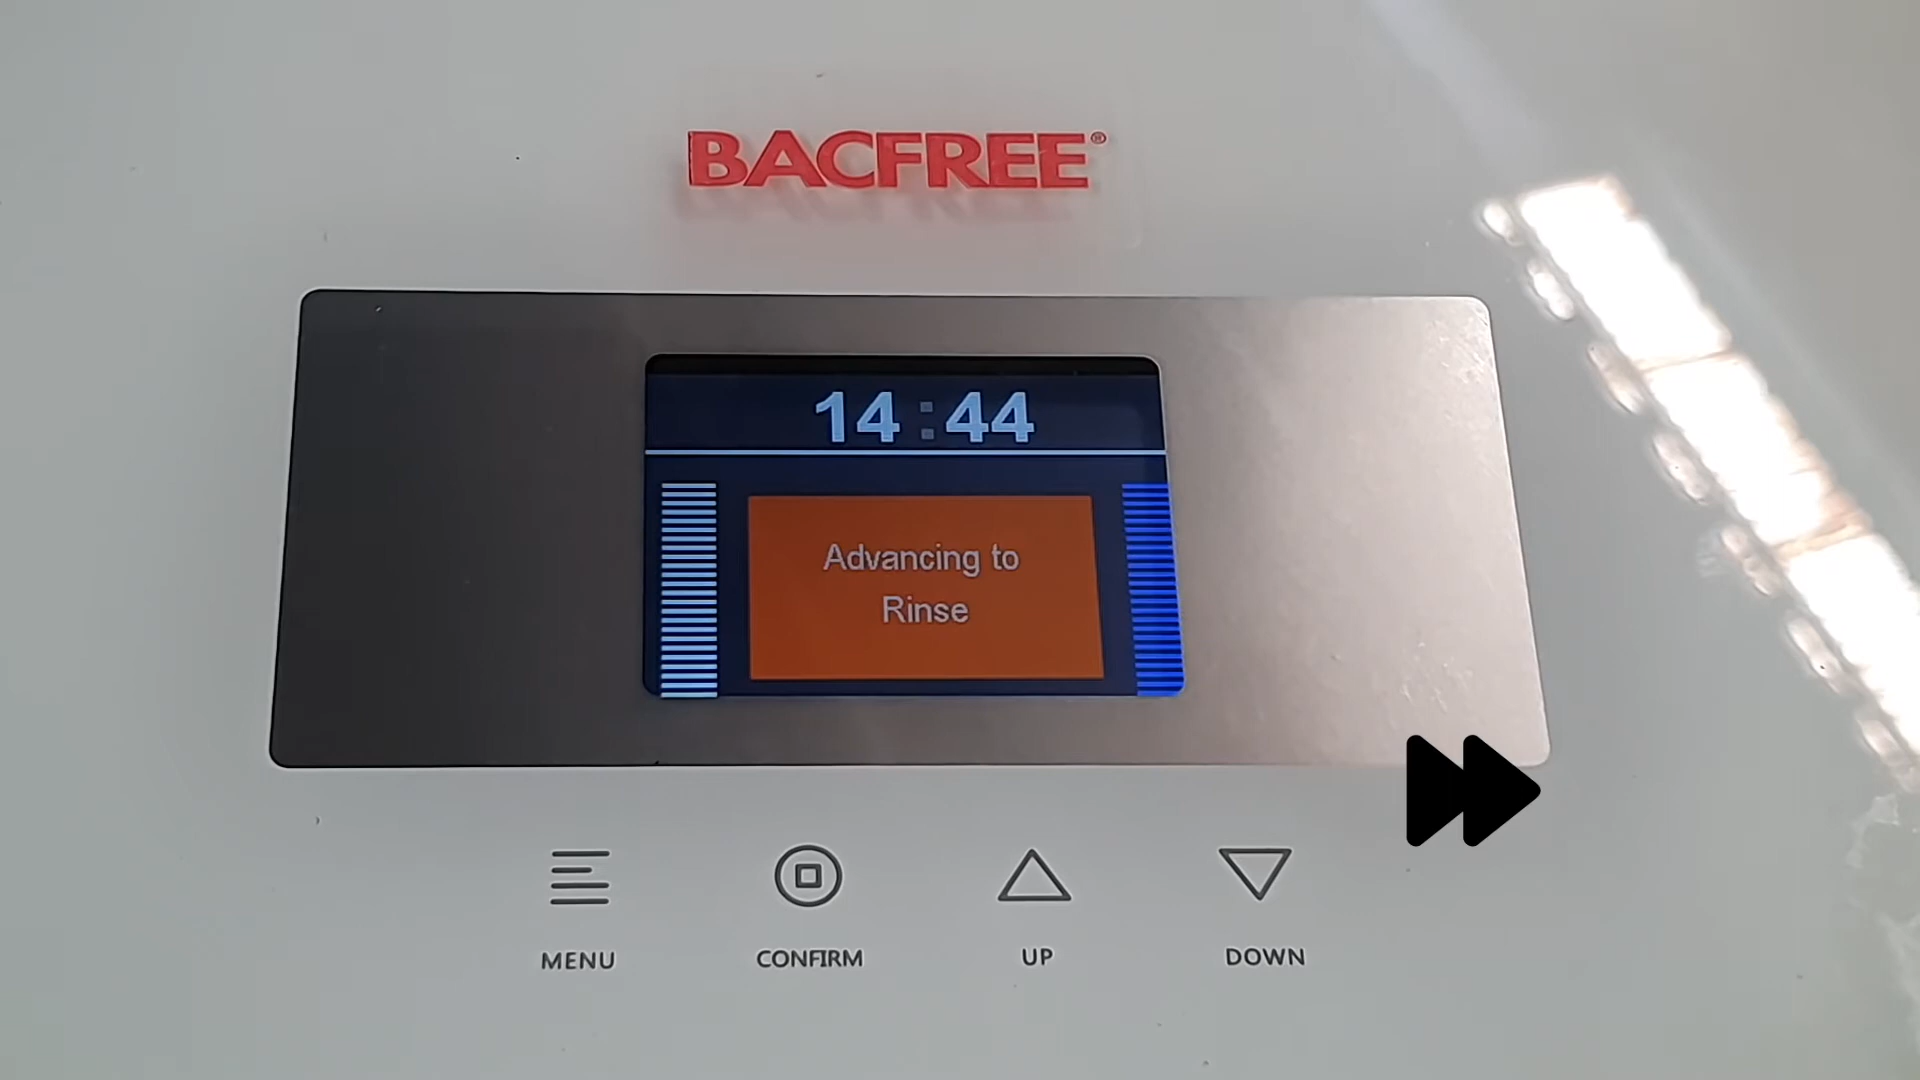 BACFREE®
14:44
Advancing to
Rinse
MENU CONFIRM UP DOWN